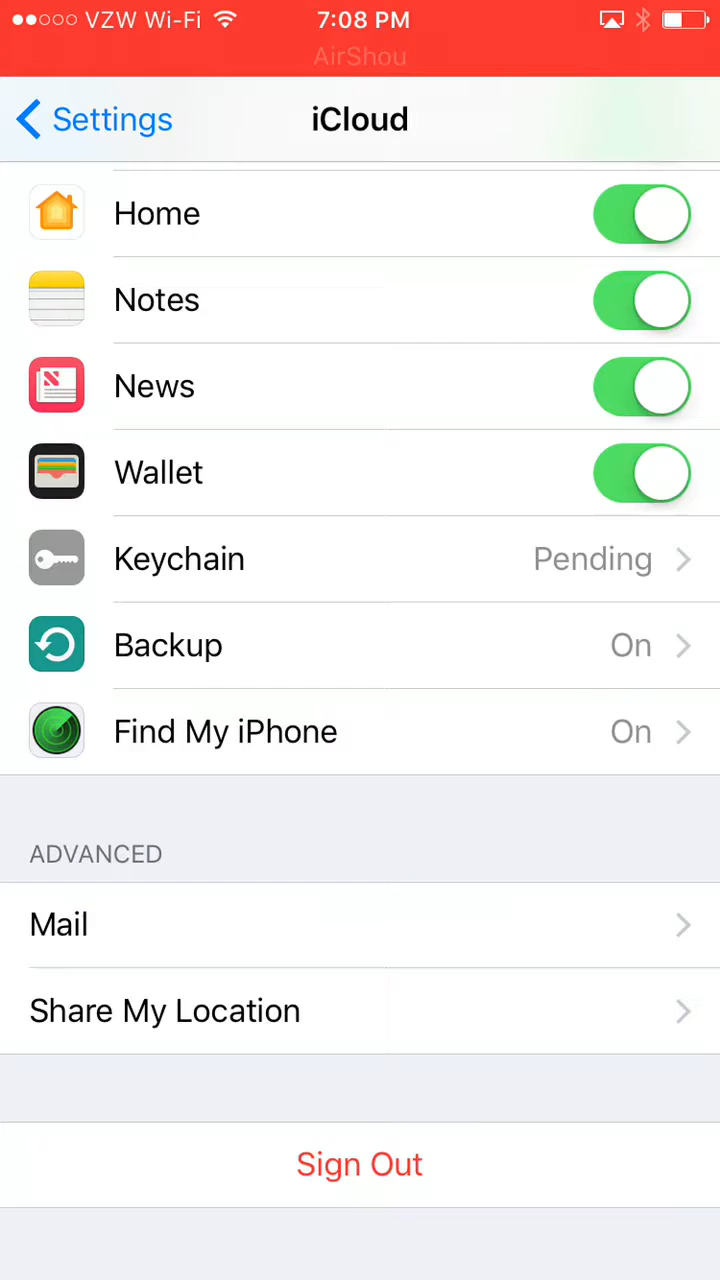 VZW Wi-Fi 7:08 PM
AirShou
Settings iCloud
Home
Notes
News
Wallet
Keychain Pending
Backup On
Find My iPhone On
ADVANCED
Mail
Share My Location
Sign Out